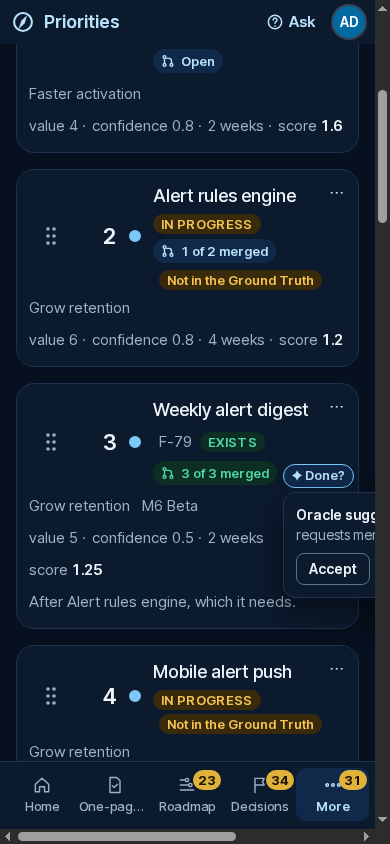 Priorities
Ask
AD
Open
Faster activation
value 4 · confidence 0.8 · 2 weeks · score 1.6
Alert rules engine
...
2
IN PROGRESS
1 of 2 merged
Not in the Ground Truth
Grow retention
value 6 · confidence 0.8 · 4 weeks · score 1.2
Weekly alert digest
...
3
F-79 EXISTS
3 of 3 merged
Done?
Grow retention M6 Beta
value 5 · confidence 0.5 · 2 weeks
score 1.25
After Alert rules engine, which it needs.
Oracle
requests
Accept
Mobile alert push
...
4
IN PROGRESS
Not in the Ground Truth
Grow retention
23
34
31
Home
One-pag...
Roadmap
Decisions
More